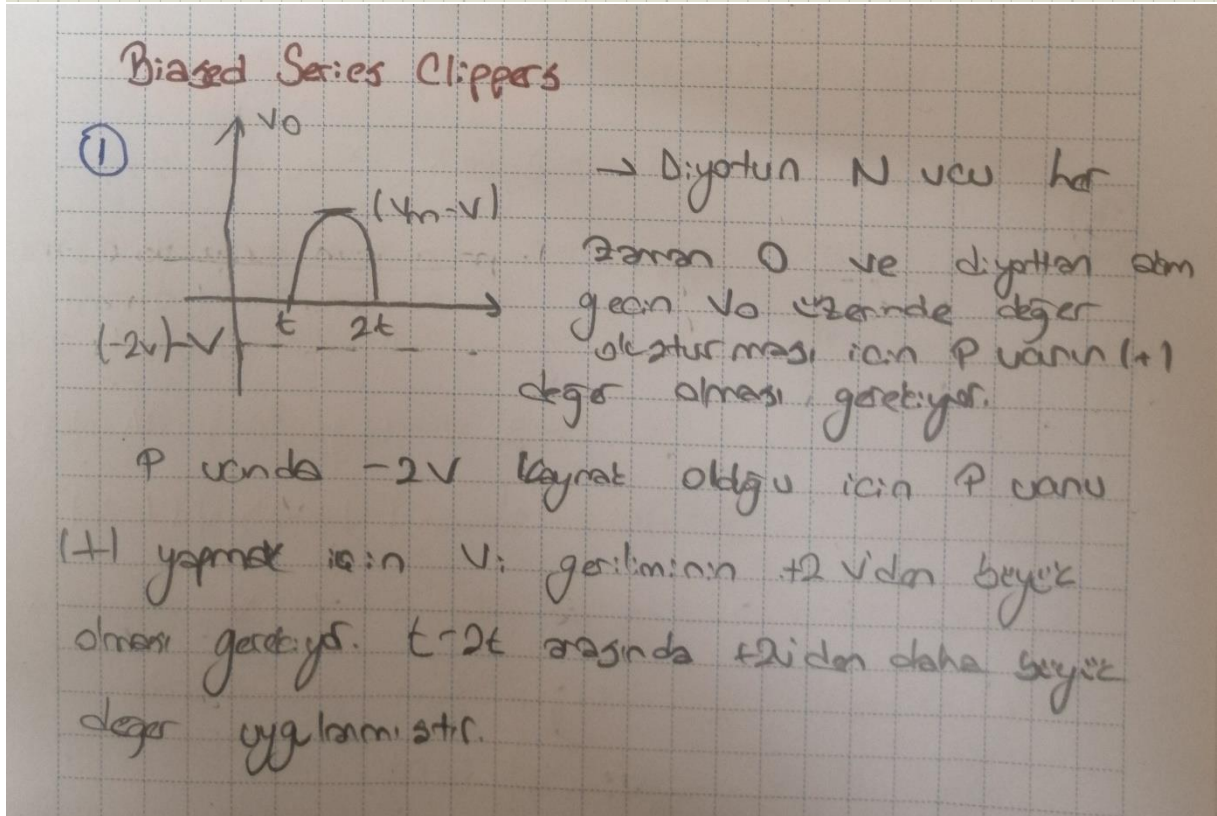 Biased Series Clippers
1
Vo
(Vm-V)
t 2t
(-2V)-V
→ Diyotun N ucu her
zaman 0 ve diyottan akım
geçip Vo üzerinde değer
oluşturması için P ucunun (+)
değer olması gerekiyor.
P ucunda -2V kaynak olduğu için P ucunu
(+) yapmak için Vi geriliminin +2 V'dan büyük
olması gerekiyor. t-2t arasında +2'den daha büyük
değer uygulanmıştır.